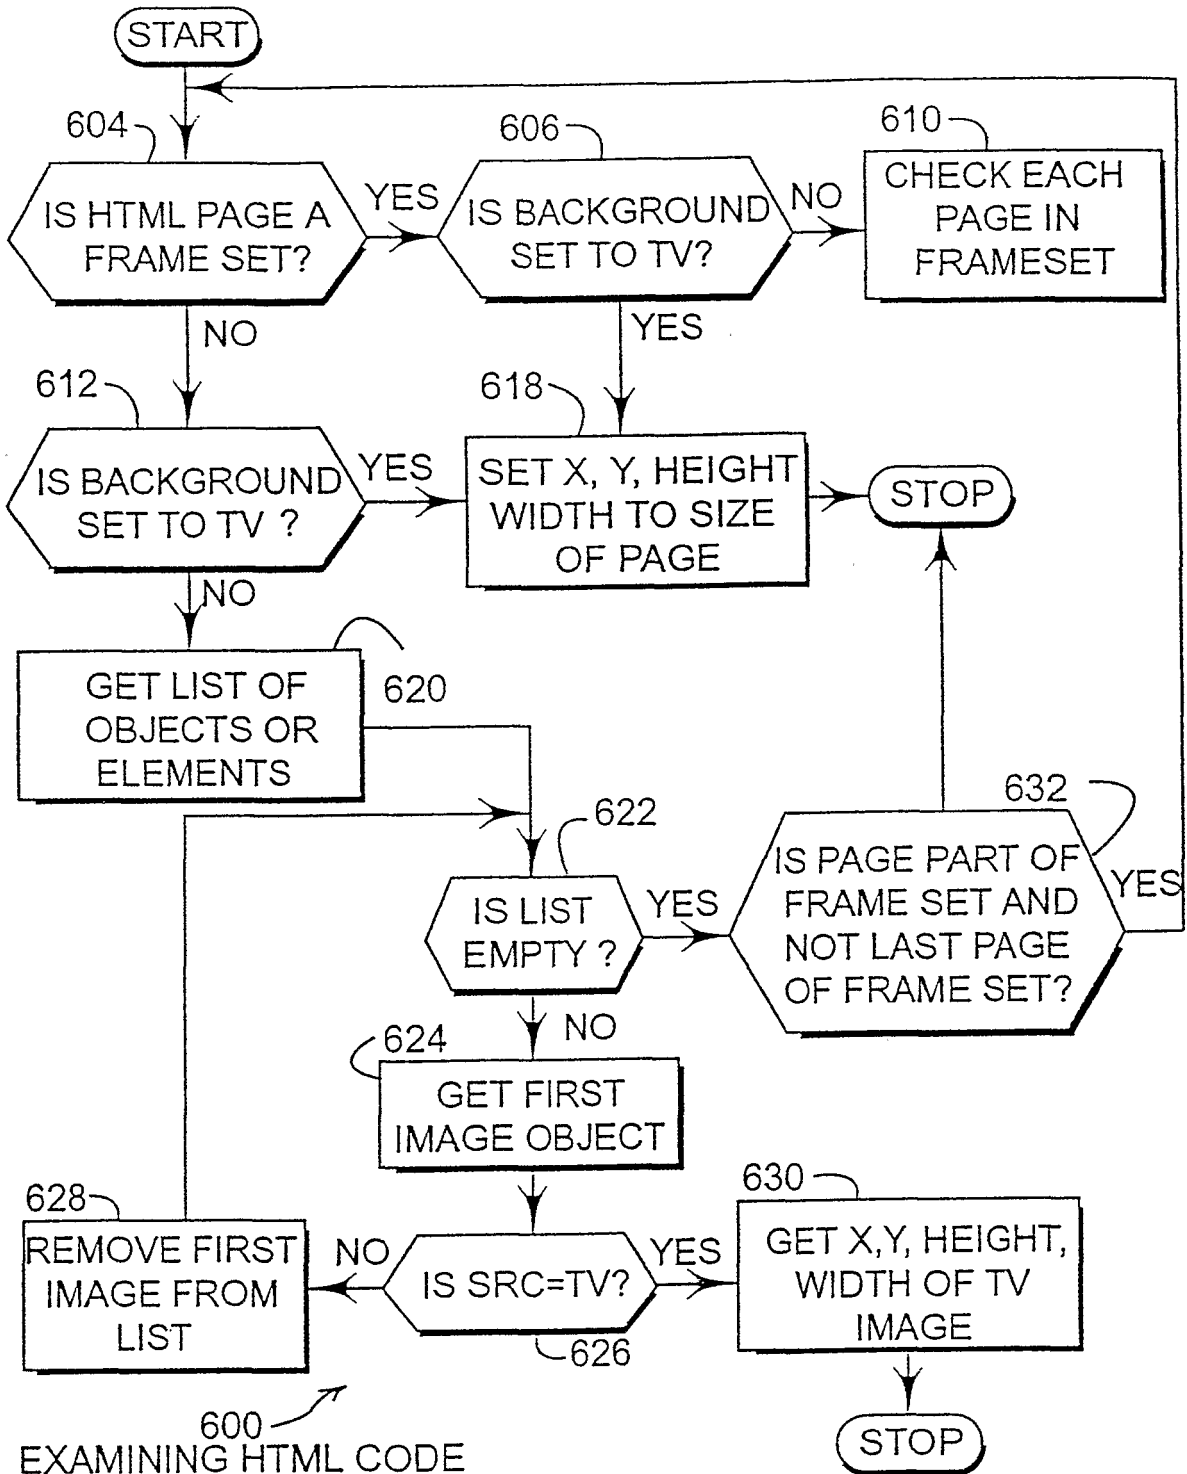 START
604
606
610
IS HTML PAGE A
FRAME SET?
YES
IS BACKGROUND
SET TO TV?
NO
CHECK EACH
PAGE IN
FRAMESET
NO
YES
612
618
IS BACKGROUND
SET TO TV ?
YES
SET X, Y, HEIGHT
WIDTH TO SIZE
OF PAGE
STOP
NO
GET LIST OF
OBJECTS OR
ELEMENTS
620
622
632
IS LIST
EMPTY ?
YES
IS PAGE PART OF
FRAME SET AND
NOT LAST PAGE
OF FRAME SET?
YES
NO
624
GET FIRST
IMAGE OBJECT
628
REMOVE FIRST
IMAGE FROM
LIST
NO
IS SRC=TV?
626
YES
630
GET X,Y, HEIGHT,
WIDTH OF TV
IMAGE
STOP
600
EXAMINING HTML CODE